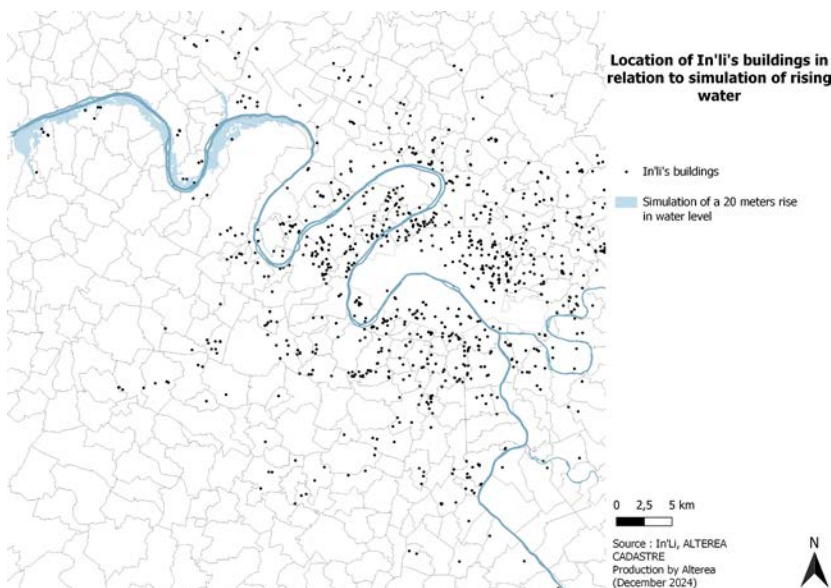 Location of In'li's buildings in
relation to simulation of rising
water
In'li's buildings
Simulation of a 20 meters rise
in water level
0 2,5 5 km
Source : In'Li, ALTEREA
CADASTRE
Production by Alterea
(December 2024)
N